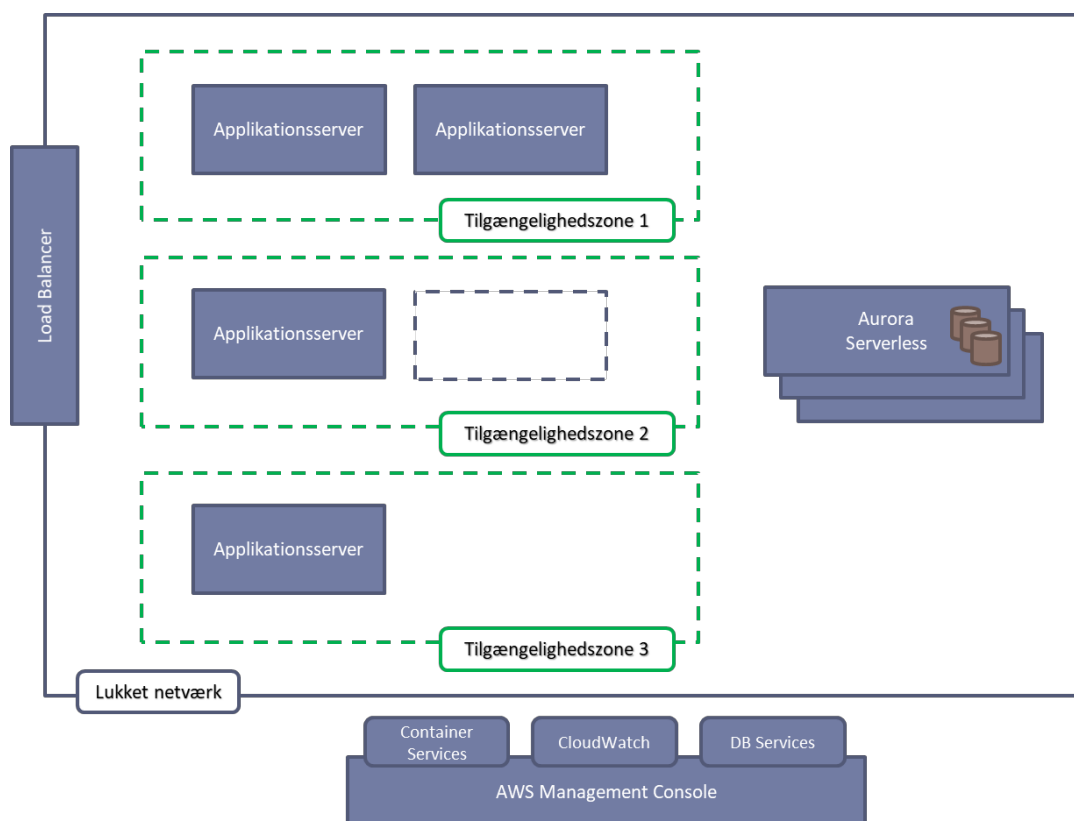 Applikationsserver
Applikationsserver
Tilgængelighedszone 1
Load Balancer
Applikationsserver
Tilgængelighedszone 2
Aurora
Serverless
Applikationsserver
Tilgængelighedszone 3
Lukket netværk
Container
Services
CloudWatch
DB Services
AWS Management Console